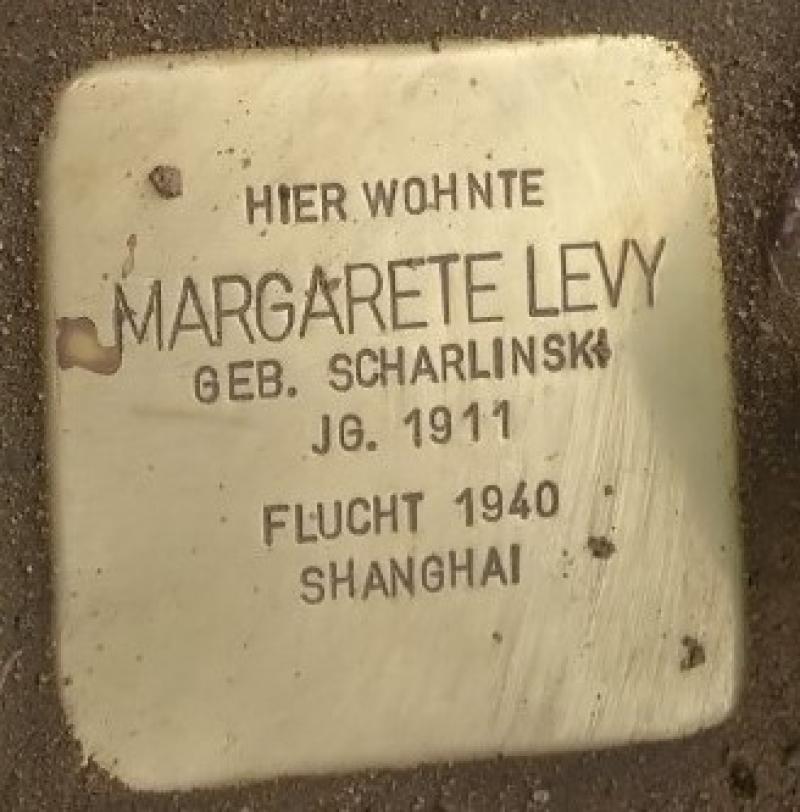 HIER WOHNTE
MARGARETE LEVY
GEB. SCHARLINSKI
JG. 1911
FLUCHT 1940
SHANGHAI